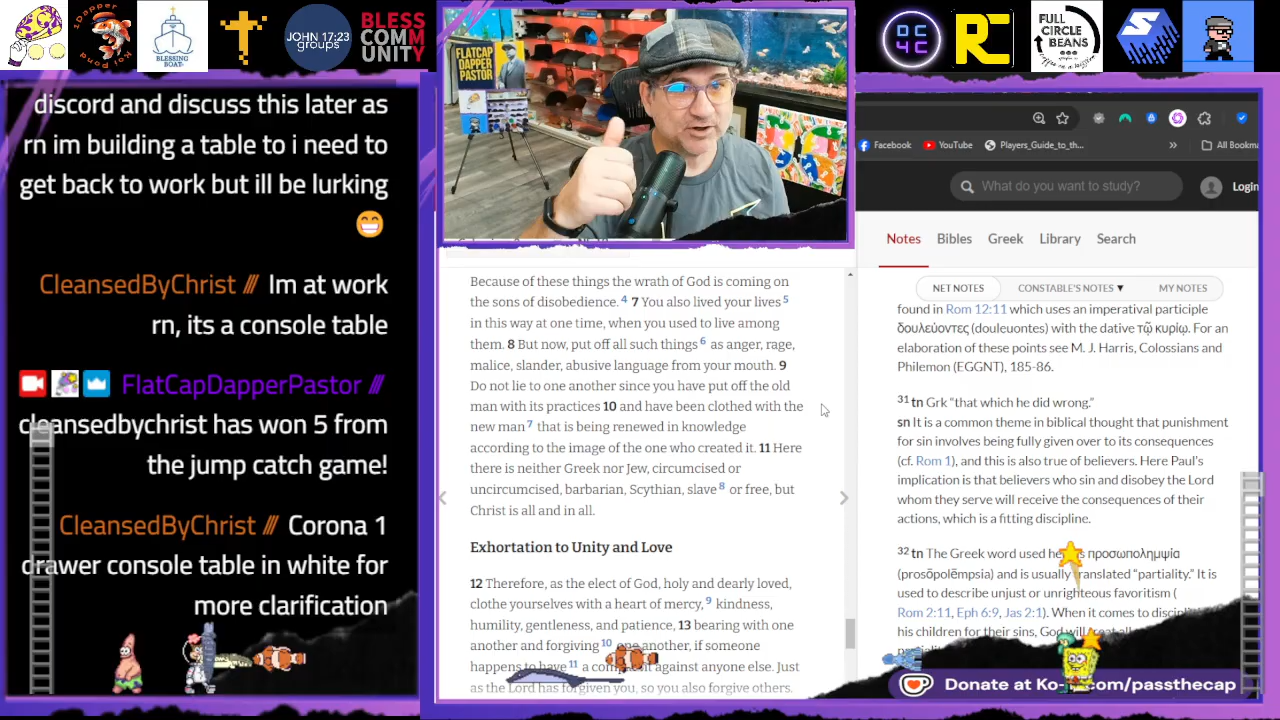 BLESSING BOAT
JOHN 17:23
groups
BLESS
COMM
UNITY
OC
4C
RC
FULL
CIRCLE
BEANS
discord and discuss this later as
rn im building a table to i need to
get back to work but ill be lurking
😁
CleansedByChrist /// Im at work
rn, its a console table
FlatCapDapperPastor ///
cleansedbychrist has won 5 from
the jump catch game!
CleansedByChrist /// Corona 1
drawer console table in white for
more clarification
FLATCAP
DAPPER
PASTOR
Because of these things the wrath of God is coming on
the sons of disobedience. 4 7 You also lived your lives 5
in this way at one time, when you used to live among
them. 8 But now, put off all such things 6 as anger, rage,
malice, slander, abusive language from your mouth. 9
Do not lie to one another since you have put off the old
man with its practices 10 and have been clothed with the
new man 7 that is being renewed in knowledge
according to the image of the one who created it. 11 Here
there is neither Greek nor Jew, circumcised or
uncircumcised, barbarian, Scythian, slave 8 or free, but
Christ is all and in all.
Exhortation to Unity and Love
12 Therefore, as the elect of God, holy and dearly loved,
clothe yourselves with a heart of mercy, 9 kindness,
humility, gentleness, and patience, 13 bearing with one
another and forgiving 10 one another, if someone
happens to have 11 a complaint against anyone else. Just
as the Lord has forgiven you, so you also forgive others.
Facebook YouTube Players_Guide_to_th... » All Bookma
What do you want to study? Login
Notes Bibles Greek Library Search
NET NOTES CONSTABLE'S NOTES ▼ MY NOTES
found in Rom 12:11 which uses an imperatival participle
δουλεύοντες (douleuontes) with the dative τῷ κυρίῳ. For an
elaboration of these points see M. J. Harris, Colossians and
Philemon (EGGNT), 185-86.
31 tn Grk “that which he did wrong.”
sn It is a common theme in biblical thought that punishment
for sin involves being fully given over to its consequences
(cf. Rom 1), and this is also true of believers. Here Paul's
implication is that believers who sin and disobey the Lord
whom they serve will receive the consequences of their
actions, which is a fitting discipline.
32 tn The Greek word used here is προσωπολημψία
(prosōpolēmpsia) and is usually translated “partiality.” It is
used to describe unjust or unrighteous favoritism (
Rom 2:11, Eph 6:9, Jas 2:1). When it comes to
his children for their sins, God will treat all
Donate at Ko-fi.com/passthecap